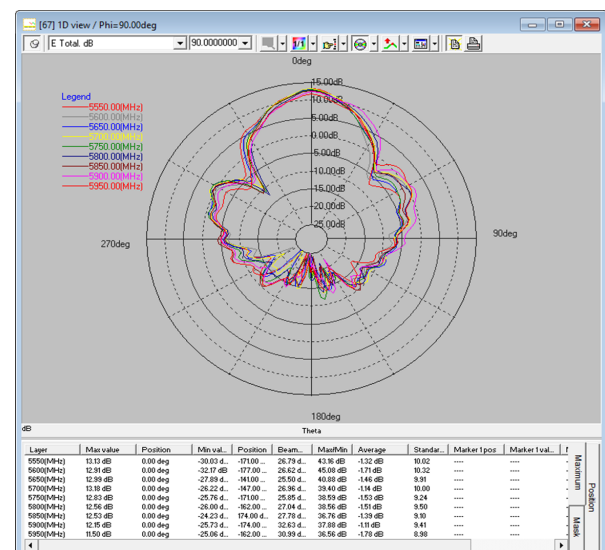 [67] 1D view / Phi=90.00deg
E Total. dB 90.0000000
0deg
15.00dB
10.00dB
5.00dB
0.00dB
-5.00dB
-10.00dB
-15.00dB
-20.00dB
-25.00dB
Legend
5550.00(MHz)
5600.00(MHz)
5650.00(MHz)
5700.00(MHz)
5750.00(MHz)
5800.00(MHz)
5850.00(MHz)
5900.00(MHz)
5950.00(MHz)
270deg
90deg
180deg
dB
Theta
Layer Max value Position Min val... Position Beam... Max/Min Average Standar... Marker 1 pos Marker 1 val...
5550(MHz) 13.13 dB 0.00 deg -30.03 d... -171.00 ... 26.79 d... 43.16 dB -1.32 dB 10.02 ---- ----
5600(MHz) 12.91 dB 0.00 deg -32.17 dB -177.00 ... 26.62 d... 45.08 dB -1.71 dB 10.32 ---- ----
5650(MHz) 12.99 dB 0.00 deg -27.89 d... -141.00 ... 25.50 d... 40.88 dB -1.46 dB 9.91 ---- ----
5700(MHz) 13.18 dB 0.00 deg -26.22 d... -147.00 ... 26.96 d... 39.40 dB -1.14 dB 10.00 ---- ----
5750(MHz) 12.83 dB 0.00 deg -25.76 d... -171.00 ... 25.85 d... 38.59 dB -1.53 dB 9.24 ---- ----
5800(MHz) 12.56 dB 0.00 deg -26.00 d... -162.00 ... 27.04 d... 38.56 dB -1.51 dB 9.50 ---- ----
5850(MHz) 12.53 dB 0.00 deg -24.23 d... 174.00 d... 27.78 d... 36.76 dB -1.39 dB 9.10 ---- ----
5900(MHz) 12.15 dB 0.00 deg -25.73 d... -174.00 ... 32.63 d... 37.88 dB -1.11 dB 9.41 ---- ----
5950(MHz) 11.50 dB 0.00 deg -25.06 d... -162.00 ... 30.99 d... 36.56 dB -1.78 dB 8.98 ---- ----
Maximum
Position
Mask